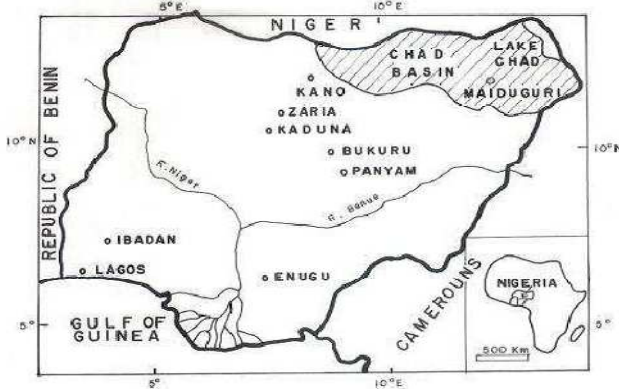 5°E
NIGER
10°E
CHAD
BASIN
LAKE
CHAD
KANO
MAIDUGURI
ZARIA
KADUNA
10°N
10°N
REPUBLIC OF BENIN
BUKURU
PANYAM
R. Niger
R. Benue
IBADAN
LAGOS
ENUGU
CAMEROUNS
NIGERIA
GULF OF
GUINEA
5°
5°
500 Km
5°
10°E